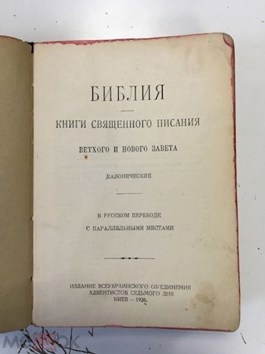 БИБЛИЯ
КНИГИ СВЯЩЕННОГО ПИСАНИЯ
ВЕТХОГО И НОВОГО ЗАВЕТА
КАНОНИЧЕСКИЕ
В РУССКОМ ПЕРЕВОДЕ
С ПАРАЛЛЕЛЬНЫМИ МЕСТАМИ
ИЗДАНИЕ ВСЕУКРАИНСКОГО ОБЪЕДИНЕНИЯ
АДВЕНТИСТОВ СЕДЬМОГО ДНЯ
КИЕВ —